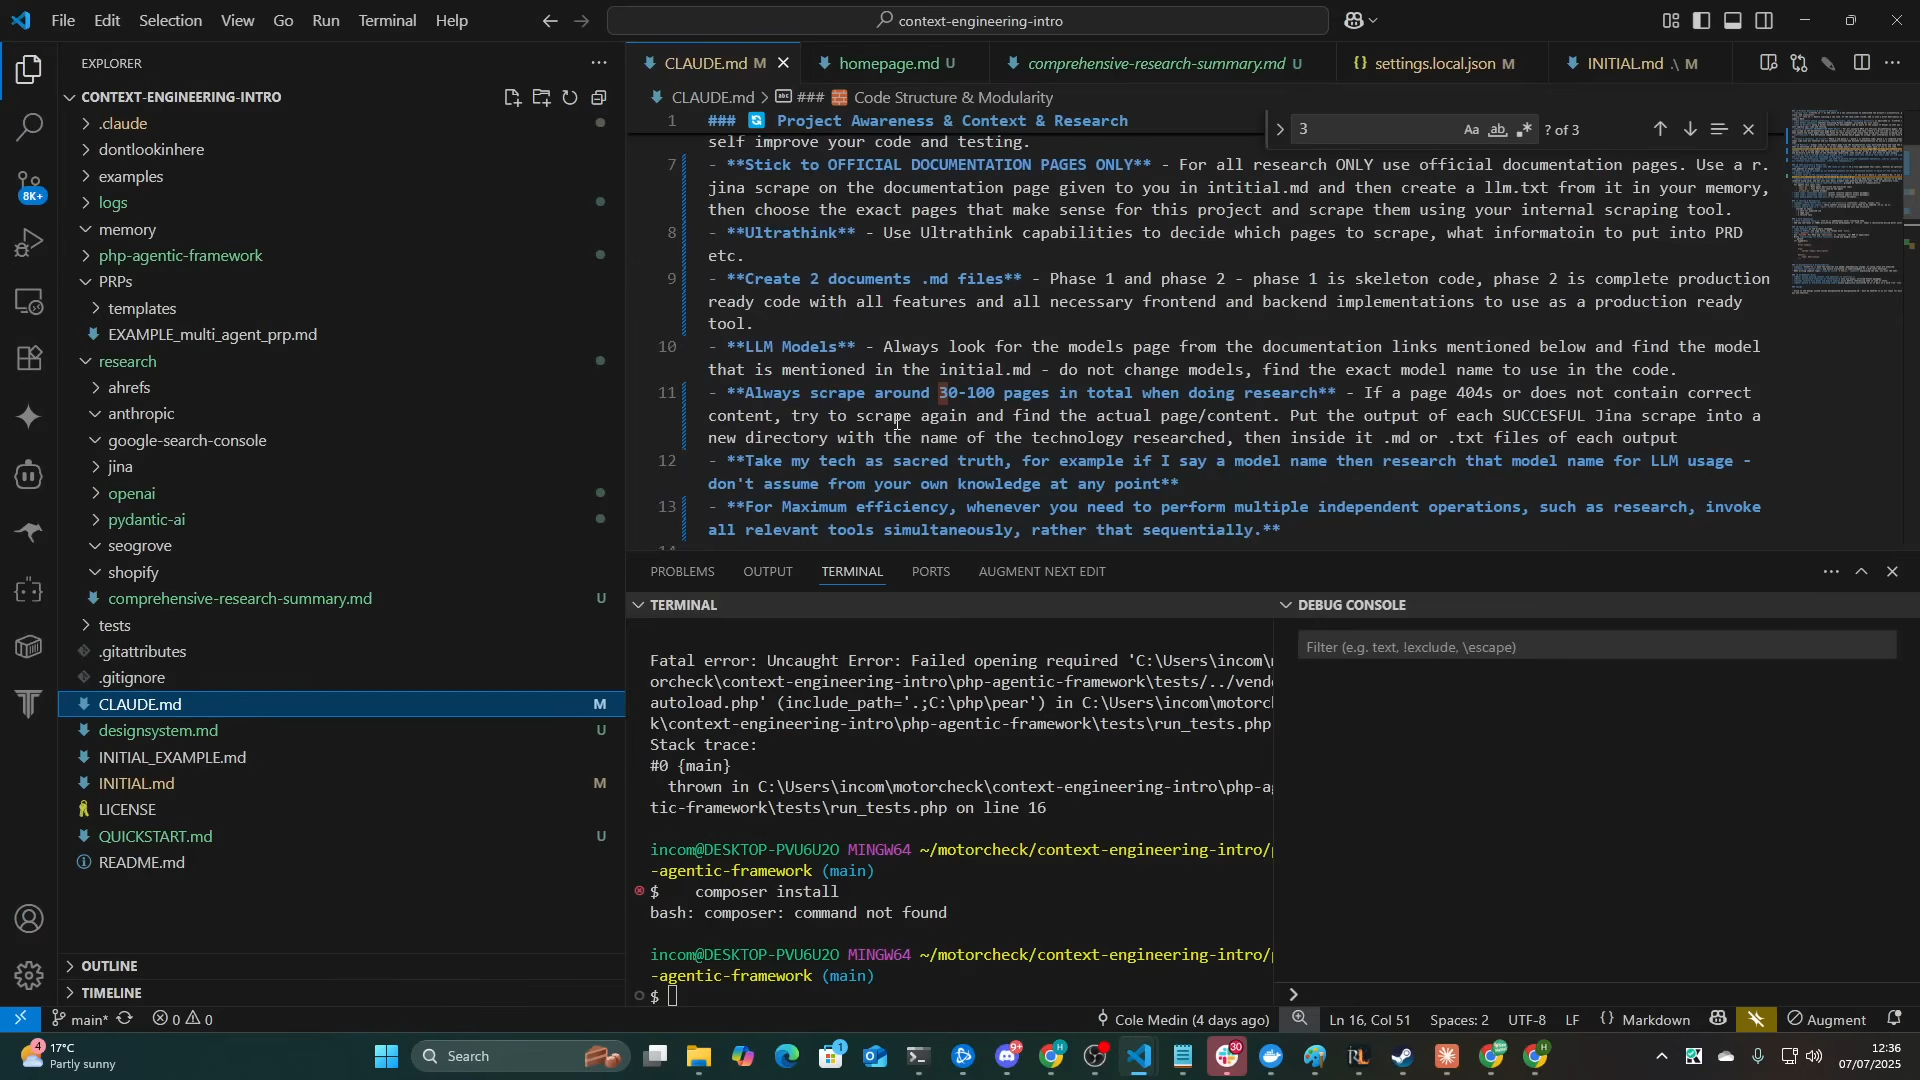 File Edit Selection View Go Run Terminal Help
context-engineering-intro
EXPLORER
CONTEXT-ENGINEERING-INTRO
.claude
dontlookinhere
examples
logs
memory
php-agentic-framework
PRPs
templates
EXAMPLE_multi_agent_prp.md
research
ahrefs
anthropic
google-search-console
jina
openai
pydantic-ai
seogrove
shopify
comprehensive-research-summary.md U
tests
.gitattributes
.gitignore
CLAUDE.md M
designsystem.md U
INITIAL_EXAMPLE.md
INITIAL.md M
LICENSE
QUICKSTART.md U
README.md
OUTLINE
TIMELINE
8K+
CLAUDE.md M
homepage.md U
comprehensive-research-summary.md U
settings.local.json M
INITIAL.md .\ M
CLAUDE.md > ### Code Structure & Modularity
3
Aa ab .* ? of 3
1 ### 🔄 Project Awareness & Context & Research
self improve your code and testing.
7 - **Stick to OFFICIAL DOCUMENTATION PAGES ONLY** - For all research ONLY use official documentation pages. Use a r.
jina scrape on the documentation page given to you in intitial.md and then create a llm.txt from it in your memory,
then choose the exact pages that make sense for this project and scrape them using your internal scraping tool.
8 - **Ultrathink** - Use Ultrathink capabilities to decide which pages to scrape, what informatoin to put into PRD
etc.
9 - **Create 2 documents .md files** - Phase 1 and phase 2 - phase 1 is skeleton code, phase 2 is complete production
ready code with all features and all necessary frontend and backend implementations to use as a production ready
tool.
10 - **LLM Models** - Always look for the models page from the documentation links mentioned below and find the model
that is mentioned in the initial.md - do not change models, find the exact model name to use in the code.
11 - **Always scrape around 30-100 pages in total when doing research** - If a page 404s or does not contain correct
content, try to scrape again and find the actual page/content. Put the output of each SUCCESFUL Jina scrape into a
new directory with the name of the technology researched, then inside it .md or .txt files of each output
12 - **Take my tech as sacred truth, for example if I say a model name then research that model name for LLM usage -
don't assume from your own knowledge at any point**
13 - **For Maximum efficiency, whenever you need to perform multiple independent operations, such as research, invoke
all relevant tools simultaneously, rather that sequentially.**
14
PROBLEMS OUTPUT TERMINAL PORTS AUGMENT NEXT EDIT
TERMINAL
Fatal error: Uncaught Error: Failed opening required 'C:\Users\incom\m
orcheck\context-engineering-intro\php-agentic-framework\tests/../vend
autoload.php' (include_path='.;C:\php\pear') in C:\Users\incom\motorc
k\context-engineering-intro\php-agentic-framework\tests\run_tests.php
Stack trace:
#0 {main}
thrown in C:\Users\incom\motorcheck\context-engineering-intro\php-ag
tic-framework\tests\run_tests.php on line 16
incom@DESKTOP-PVU6U2O MINGW64 ~/motorcheck/context-engineering-intro/
-agentic-framework (main)
$ composer install
bash: composer: command not found
incom@DESKTOP-PVU6U2O MINGW64 ~/motorcheck/context-engineering-intro/
-agentic-framework (main)
$
DEBUG CONSOLE
Filter (e.g. text, !exclude, \escape)
main* 0 0
Cole Medin (4 days ago) Ln 16, Col 51 Spaces: 2 UTF-8 LF {} Markdown Augment
4 17°C
Partly sunny
Search
1
9+
30
12:36
07/07/2025